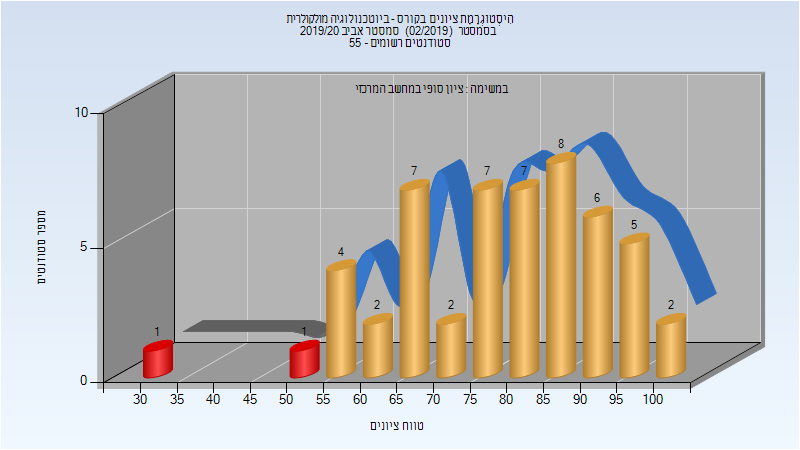 היסטוגרמת ציונים בקורס - ביוטכנולוגיה מולקולרית
בסמסטר (02/2019) סמסטר אביב 2019/20
סטודנטים רשומים - 55
במשימה : ציון סופי במחשב המרכזי
מספר סטודנטים
10
5
0
1
1
4
2
7
2
7
7
8
6
5
2
30 35 40 45 50 55 60 65 70 75 80 85 90 95 100
טווח ציונים